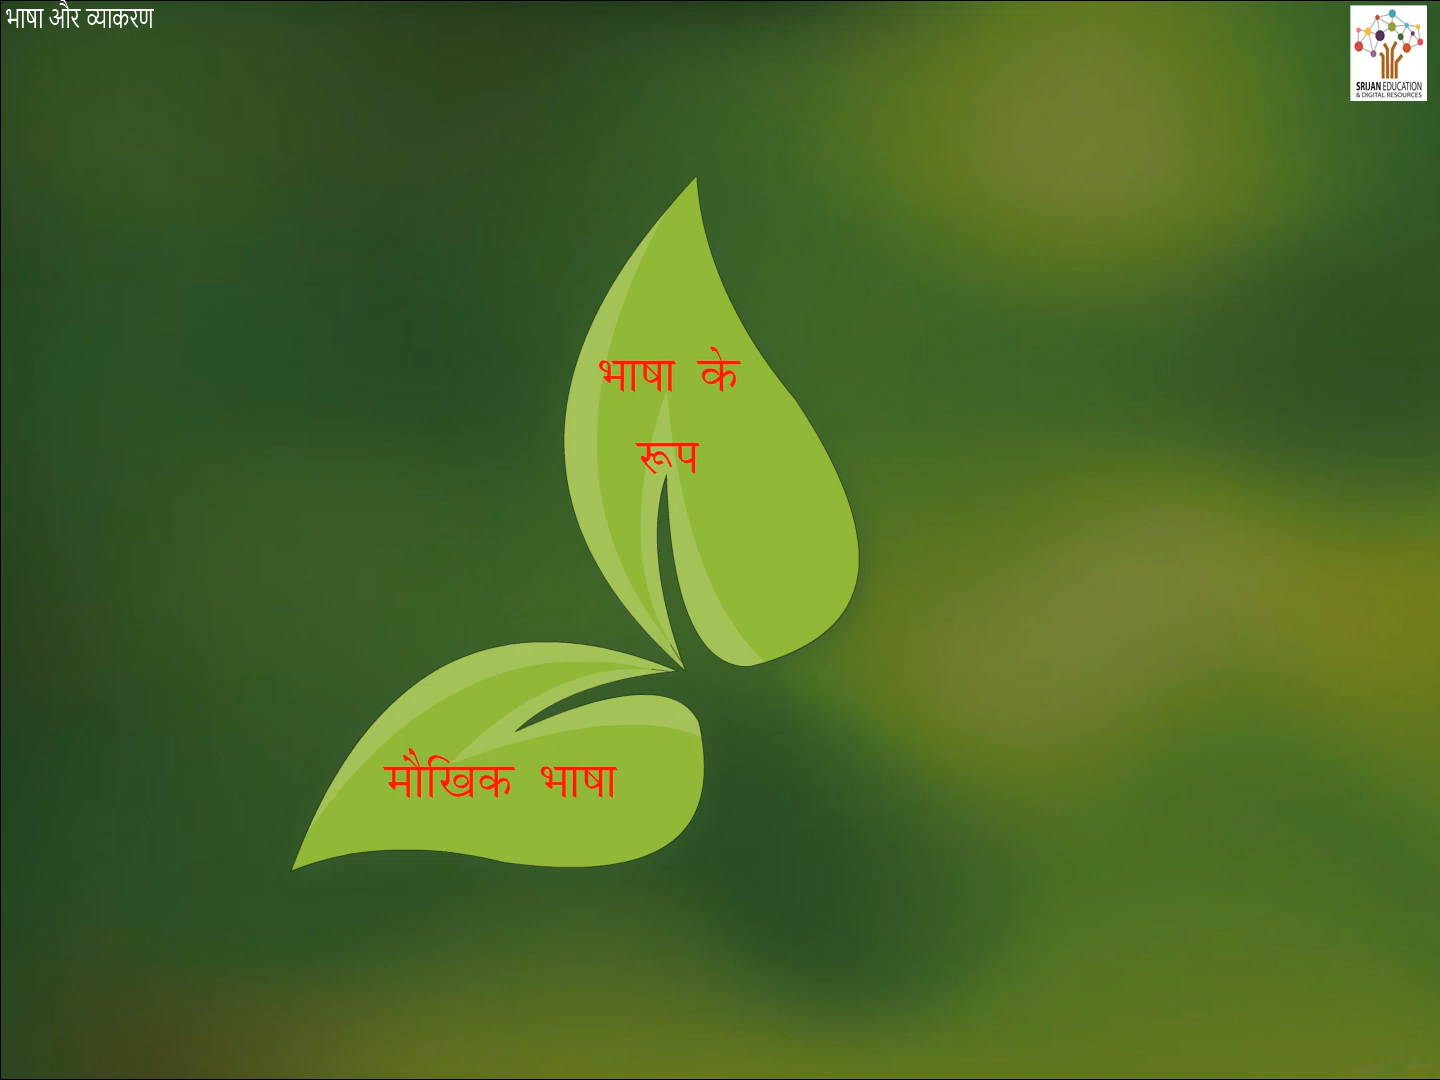 भाषा और व्याकरण
SRIJAN EDUCATION
& DIGITAL RESOURCES
भाषा के
रूप
मौखिक भाषा